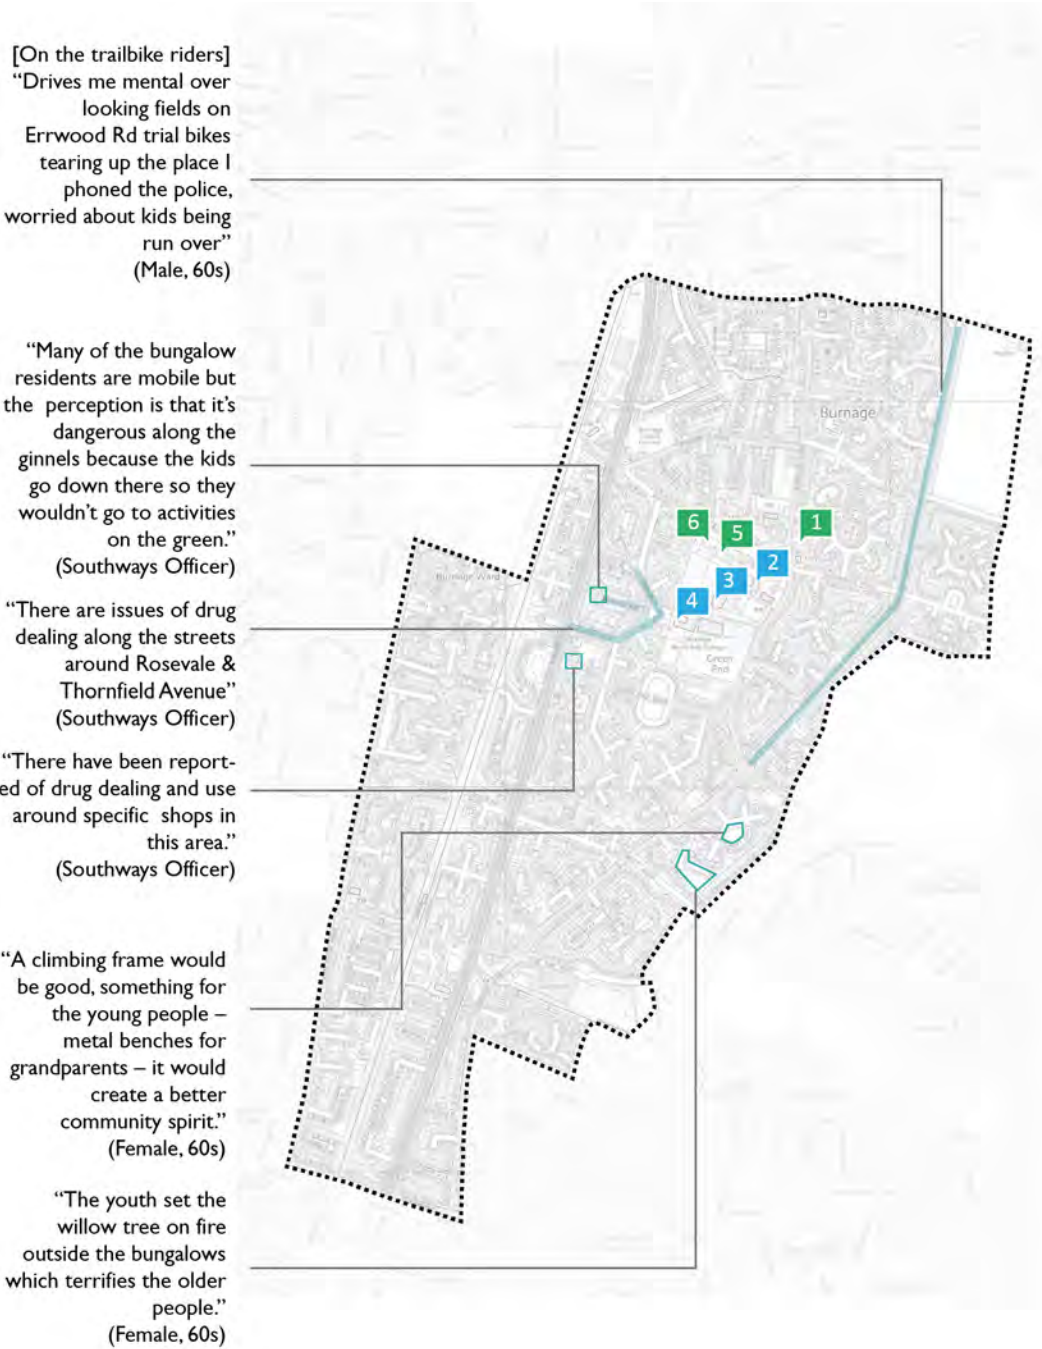 [On the trailbike riders]
“Drives me mental over
looking fields on
Errwood Rd trial bikes
tearing up the place I
phoned the police,
worried about kids being
run over”
(Male, 60s)
“Many of the bungalow
residents are mobile but
the perception is that it’s
dangerous along the
ginnels because the kids
go down there so they
wouldn’t go to activities
on the green.”
(Southways Officer)
“There are issues of drug
dealing along the streets
around Rosevale &
Thornfield Avenue”
(Southways Officer)
“There have been report-
ed of drug dealing and use
around specific shops in
this area.”
(Southways Officer)
“A climbing frame would
be good, something for
the young people –
metal benches for
grandparents – it would
create a better
community spirit.”
(Female, 60s)
“The youth set the
willow tree on fire
outside the bungalows
which terrifies the older
people.”
(Female, 60s)
Burnage
6
5
1
2
3
4
Burnage Ward
Green
End